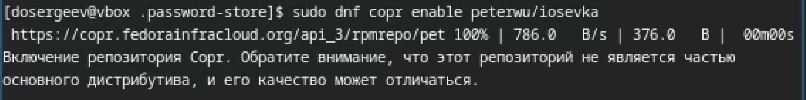 [dosergeev@vbox .password-store]$ sudo dnf copr enable peterwu/iosevka
https://copr.fedorainfracloud.org/api_3/rpmrepo/pet 100% | 786.0   B/s | 376.0   B |  00m00s
Включение репозитория Copr. Обратите внимание, что этот репозиторий не является частью
основного дистрибутива, и его качество может отличаться.